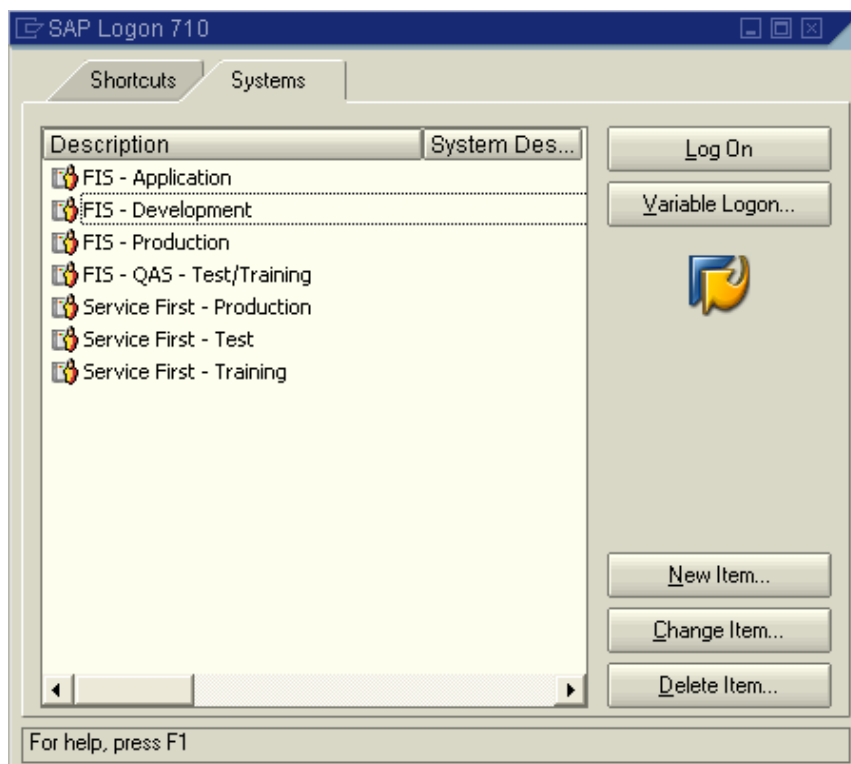 SAP Logon 710
Shortcuts Systems
Description System Des...
FIS - Application
FIS - Development
FIS - Production
FIS - QAS - Test/Training
Service First - Production
Service First - Test
Service First - Training
Log On
Variable Logon...
New Item...
Change Item...
Delete Item...
For help, press F1